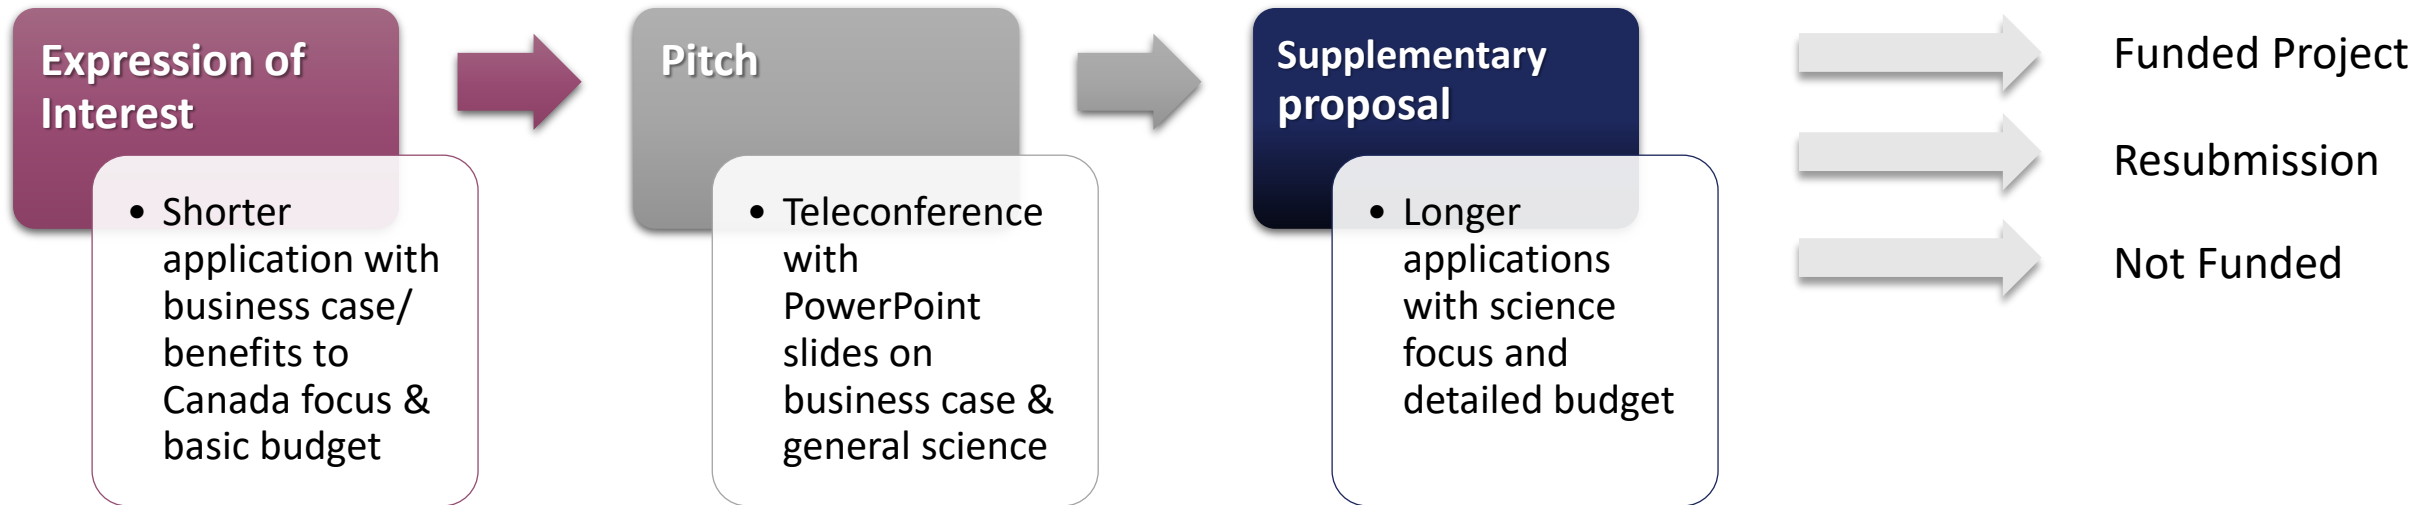 Expression of
Interest
• Shorter
application with
business case/
benefits to
Canada focus &
basic budget
Pitch
• Teleconference
with
PowerPoint
slides on
business case &
general science
Supplementary
proposal
• Longer
applications
with science
focus and
detailed budget
Funded Project
Resubmission
Not Funded